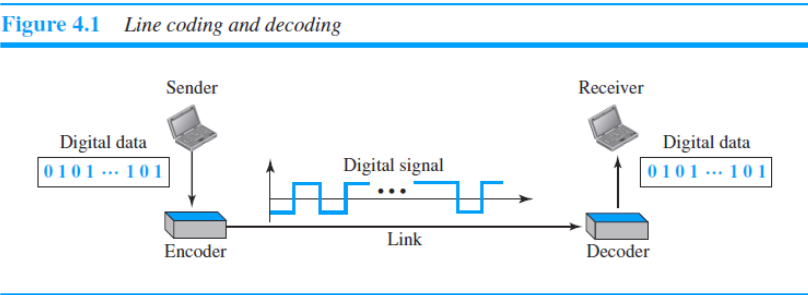 Figure 4.1 Line coding and decoding
Sender
Receiver
Digital data
Digital data
0 1 0 1 ··· 1 0 1
Digital signal
•••
0 1 0 1 ··· 1 0 1
Link
Encoder
Decoder